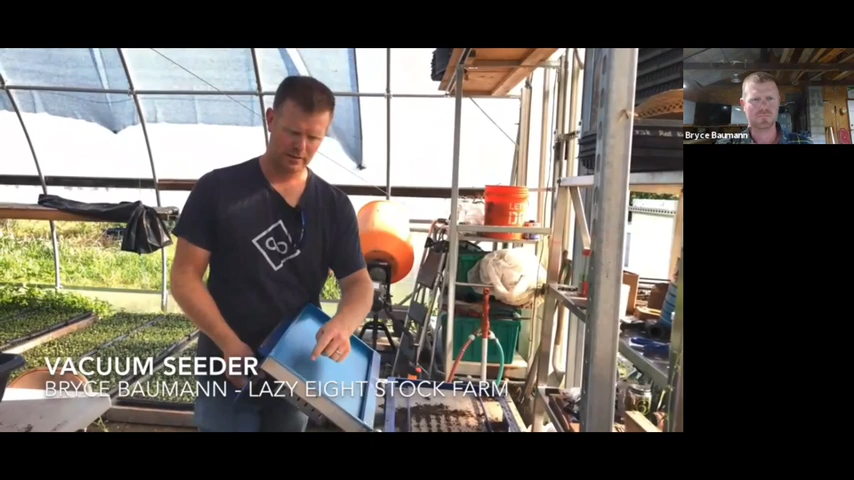 Bryce Baumann
VACUUM SEEDER
BRYCE BAUMANN - LAZY EIGHT STOCK FARM